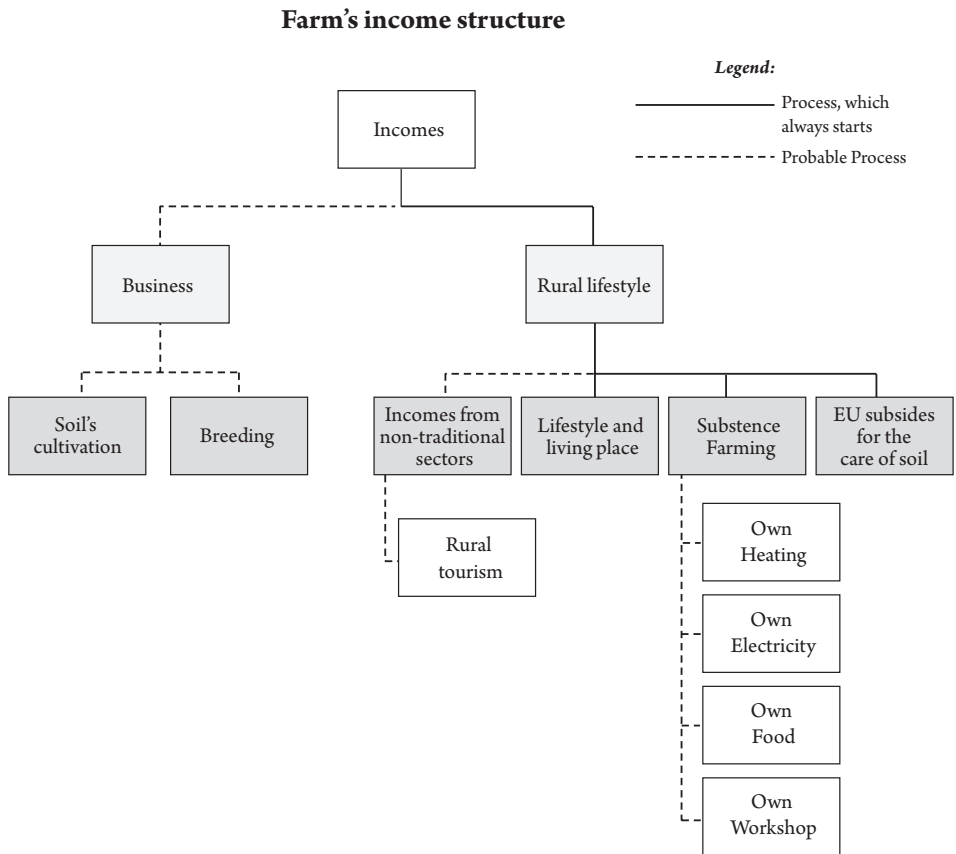 Farm’s income structure
Legend:
Process, which
always starts
Probable Process
Incomes
Business
Rural lifestyle
Soil’s
cultivation
Breeding
Incomes from
non-traditional
sectors
Lifestyle and
living place
Substence
Farming
EU subsides
for the
care of soil
Rural
tourism
Own
Heating
Own
Electricity
Own
Food
Own
Workshop